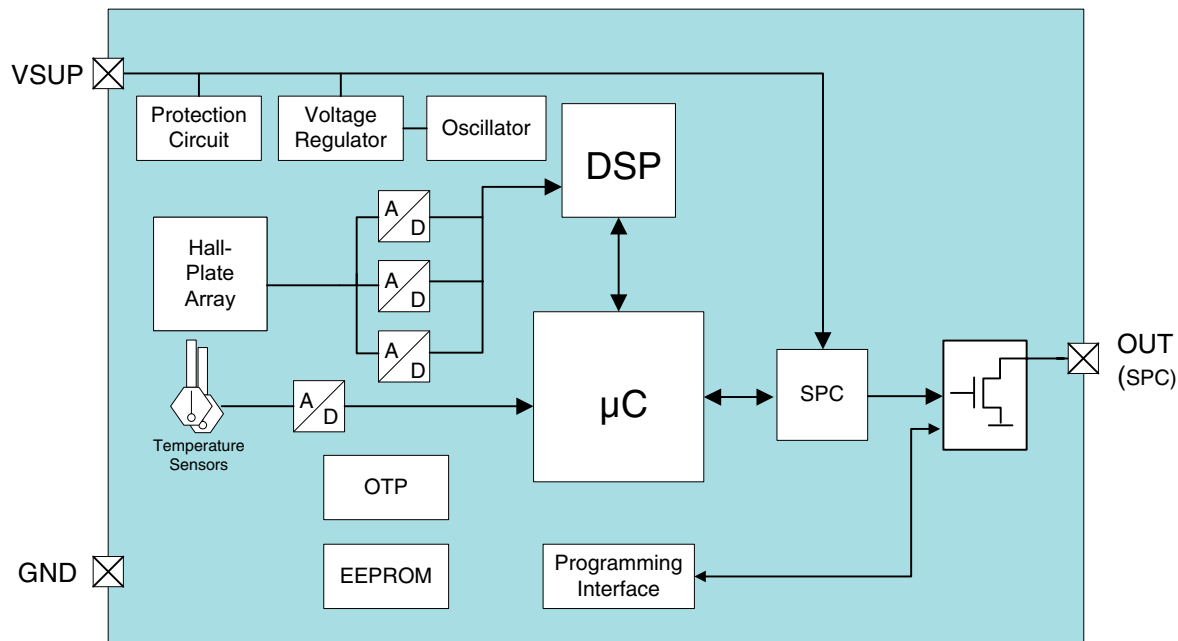 VSUP
Protection
Circuit
Voltage
Regulator
Oscillator
DSP
A
D
Hall-
Plate
Array
A
D
A
D
µC
SPC
OUT
(SPC)
A
D
Temperature
Sensors
OTP
GND
EEPROM
Programming
Interface